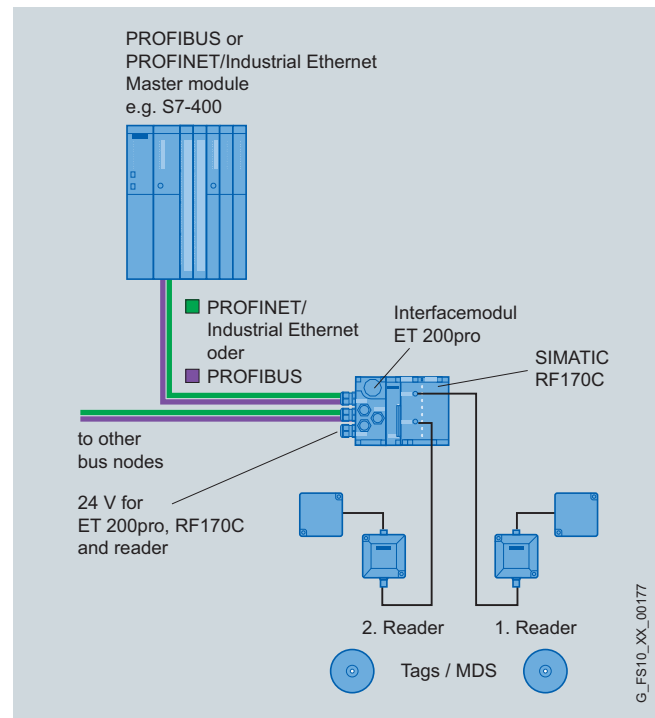 PROFIBUS or
PROFINET/Industrial Ethernet
Master module
e.g. S7-400
PROFINET/
Industrial Ethernet
oder
PROFIBUS
Interfacemodul
ET 200pro
SIMATIC
RF170C
to other
bus nodes
24 V for
ET 200pro, RF170C
and reader
2. Reader
1. Reader
Tags / MDS
G_FS10_XX_00177